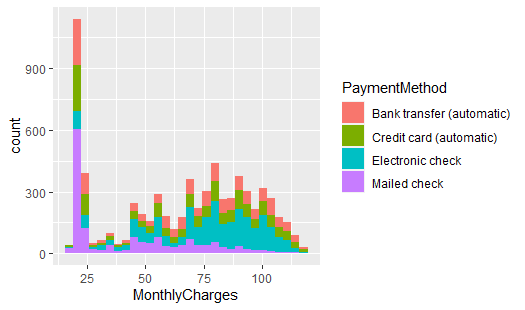 900
600
300
0
count
25
50
75
100
MonthlyCharges
PaymentMethod
Bank transfer (automatic)
Credit card (automatic)
Electronic check
Mailed check